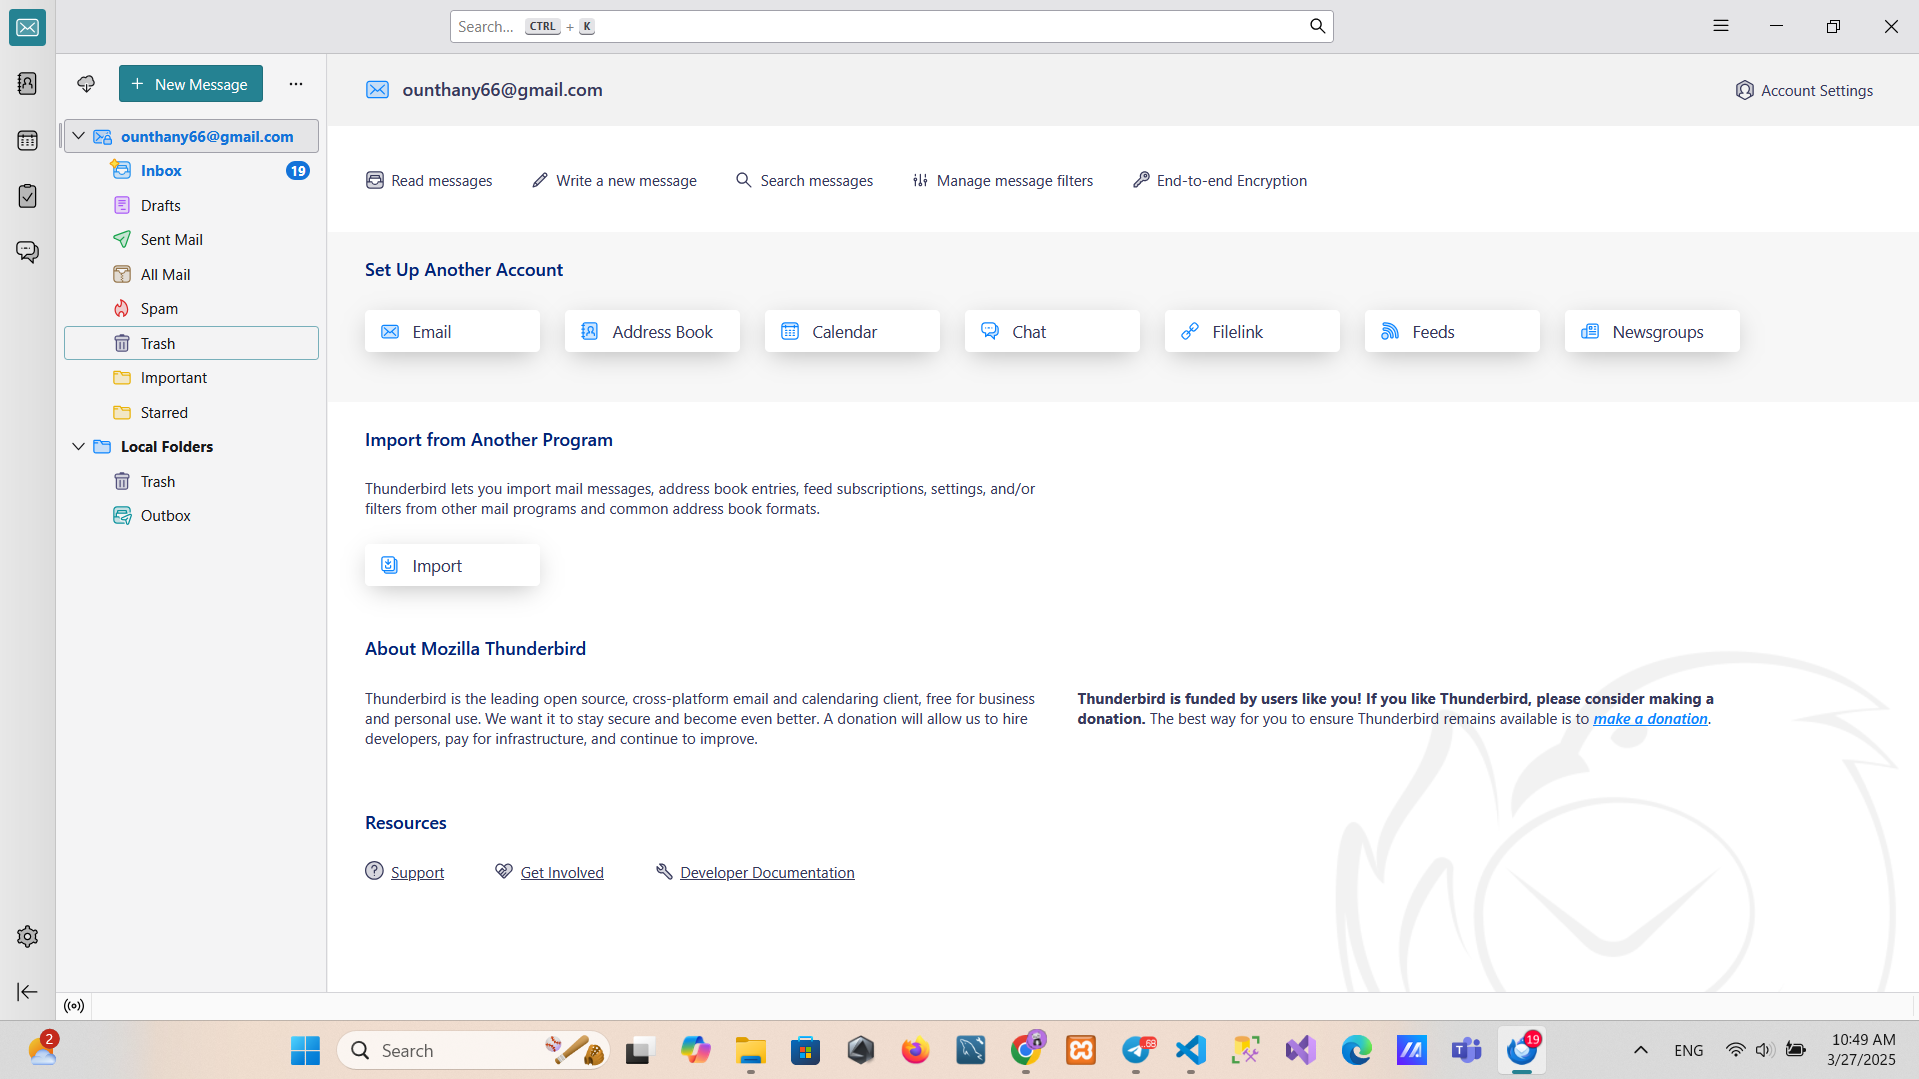 Search... CTRL + K
New Message
ounthany66@gmail.com
Inbox 19
Drafts
Sent Mail
All Mail
Spam
Trash
Important
Starred
Local Folders
Trash
Outbox
ounthany66@gmail.com
Account Settings
Read messages
Write a new message
Search messages
Manage message filters
End-to-end Encryption
Set Up Another Account
Email
Address Book
Calendar
Chat
Filelink
Feeds
Newsgroups
Import from Another Program
Thunderbird lets you import mail messages, address book entries, feed subscriptions, settings, and/or
filters from other mail programs and common address book formats.
Import
About Mozilla Thunderbird
Thunderbird is the leading open source, cross-platform email and calendaring client, free for business
and personal use. We want it to stay secure and become even better. A donation will allow us to hire
developers, pay for infrastructure, and continue to improve.
Thunderbird is funded by users like you! If you like Thunderbird, please consider making a
donation. The best way for you to ensure Thunderbird remains available is to make a donation.
Resources
Support
Get Involved
Developer Documentation
2
Search
68
19
ENG
10:49 AM
3/27/2025